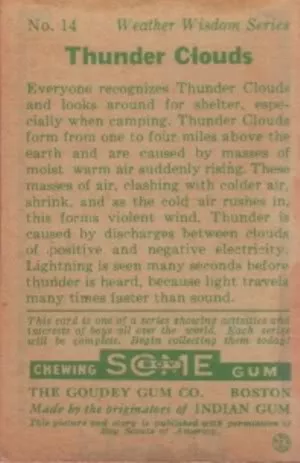 No. 14 Weather Wisdom Series
Thunder Clouds
Everyone recognizes Thunder Clouds
and looks around for shelter, espe-
cially when camping. Thunder Clouds
form from one to four miles above the
earth and are caused by masses of
moist warm air suddenly rising. These
masses of air, clashing with colder air,
shrink, and as the cold air rushes in,
this forms violent wind. Thunder is
caused by discharges between clouds
of positive and negative electricity.
Lightning is seen many seconds before
thunder is heard, because light travels
many times faster than sound.
This card is one of a series showing activities and
interests of boys all over the world. Each series
will be complete. Begin collecting them today!
CHEWING SOME BOY GUM
THE GOUDEY GUM CO. BOSTON
Made by the originators of INDIAN GUM
This picture and story is published with permission of
Boy Scouts of America.